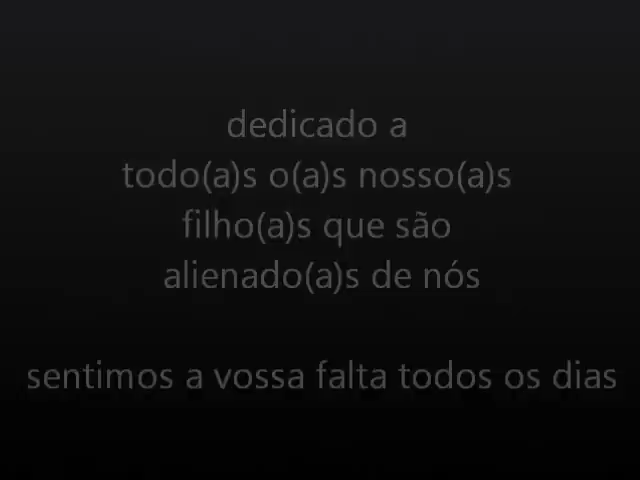 dedicado a
todo(a)s o(a)s nosso(a)s
filho(a)s que são
alienado(a)s de nós
sentimos a vossa falta todos os dias